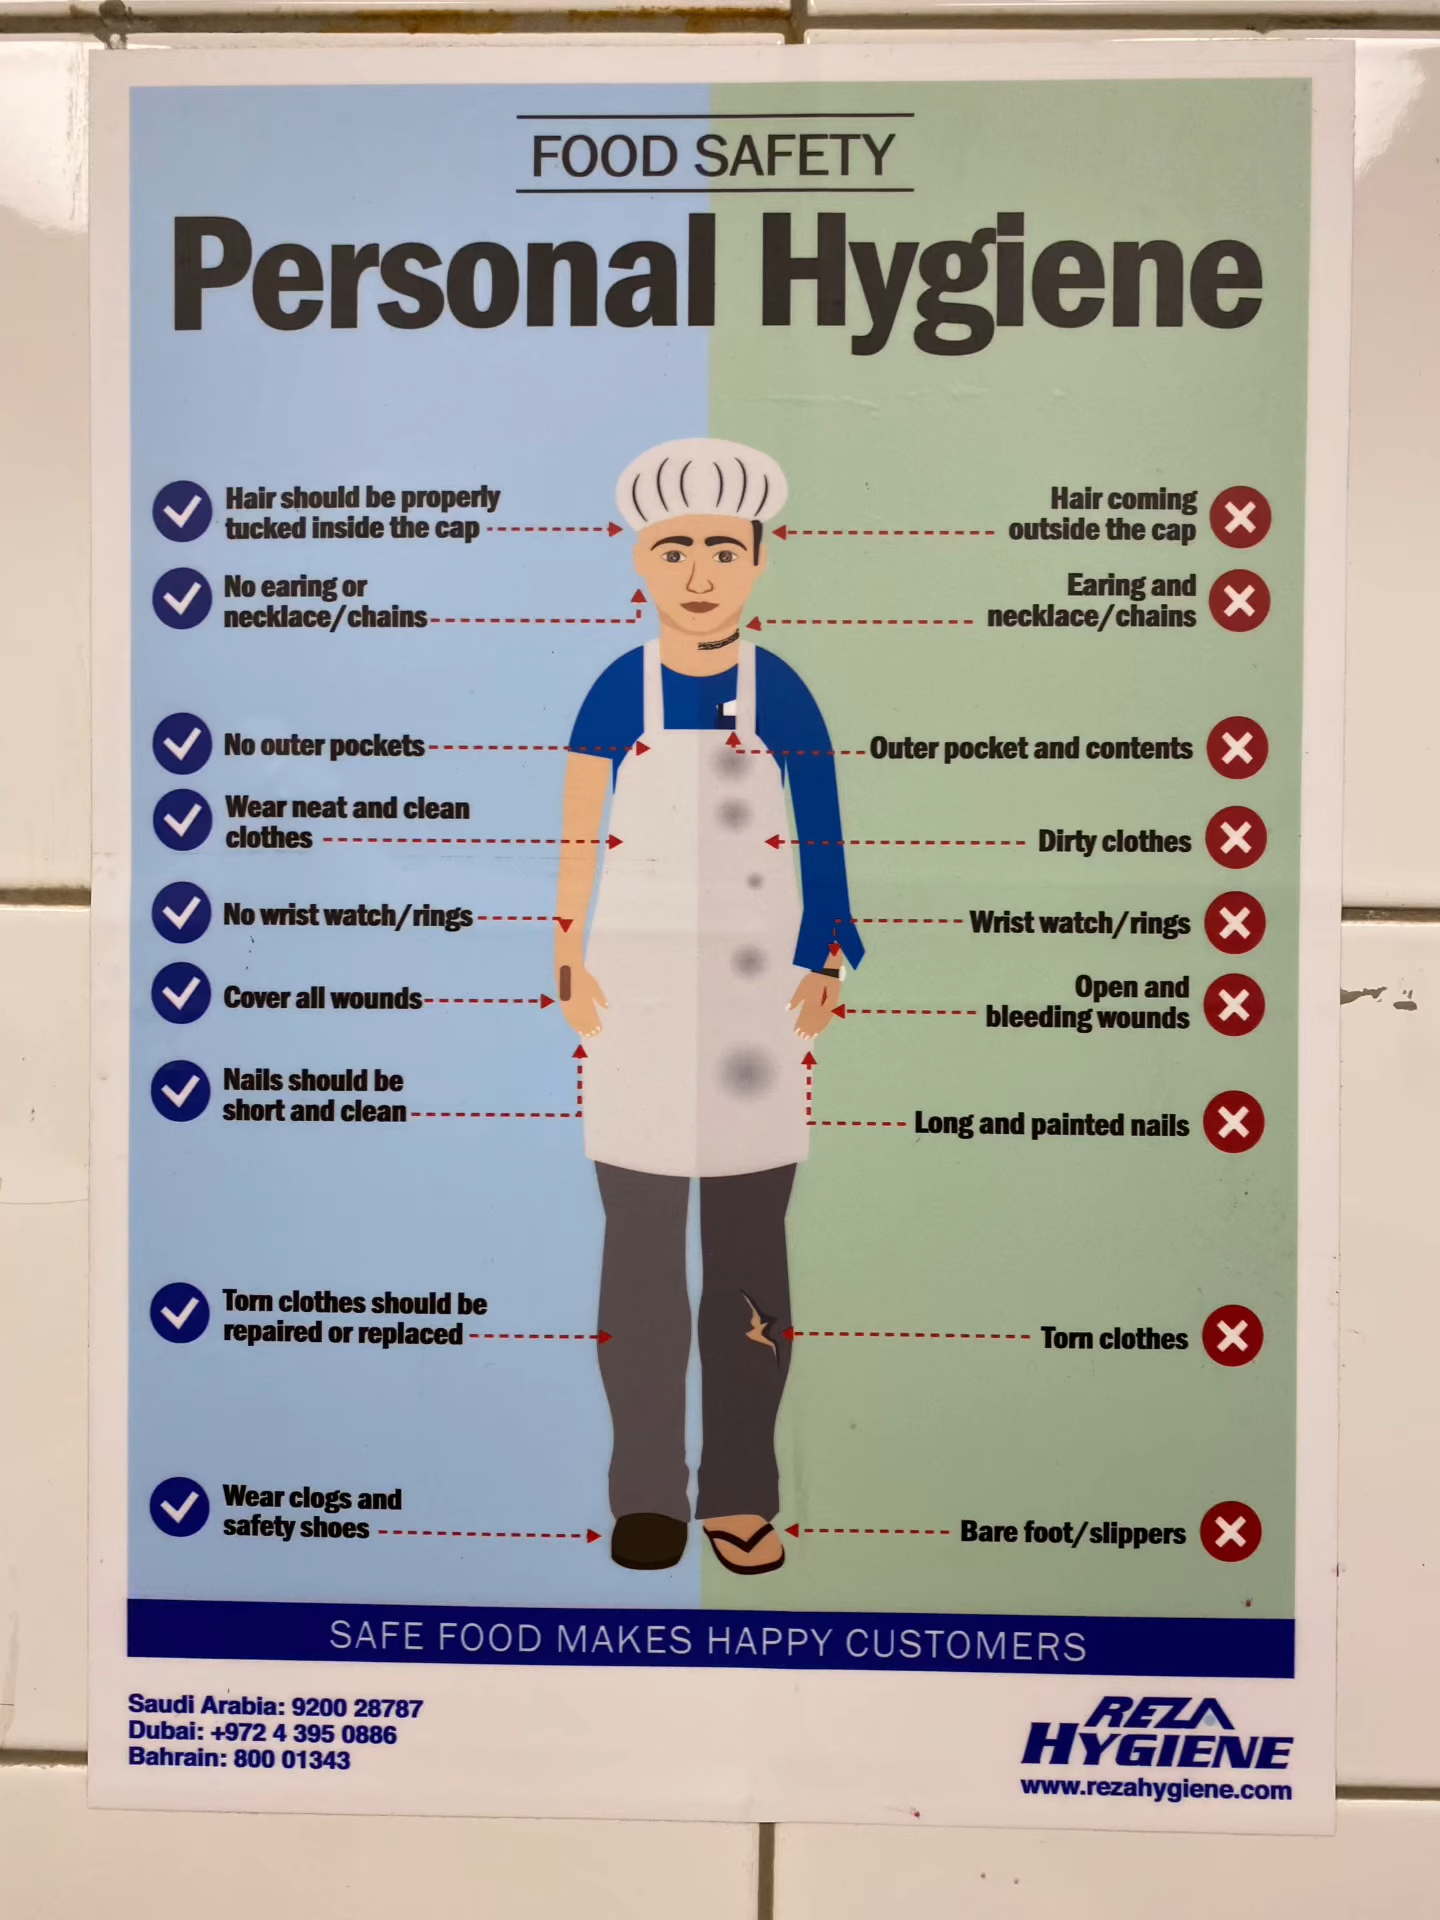 FOOD SAFETY
Personal Hygiene
Hair should be properly
tucked inside the cap
No earing or
necklace/chains
No outer pockets
Wear neat and clean
clothes
No wrist watch/rings
Cover all wounds
Nails should be
short and clean
Torn clothes should be
repaired or replaced
Wear clogs and
safety shoes
Hair coming
outside the cap
Earing and
necklace/chains
Outer pocket and contents
Dirty clothes
Wrist watch/rings
Open and
bleeding wounds
Long and painted nails
Torn clothes
Bare foot/slippers
SAFE FOOD MAKES HAPPY CUSTOMERS
Saudi Arabia: 9200 28787
Dubai: +972 4 395 0886
Bahrain: 800 01343
REZA
HYGIENE
www.rezahygiene.com